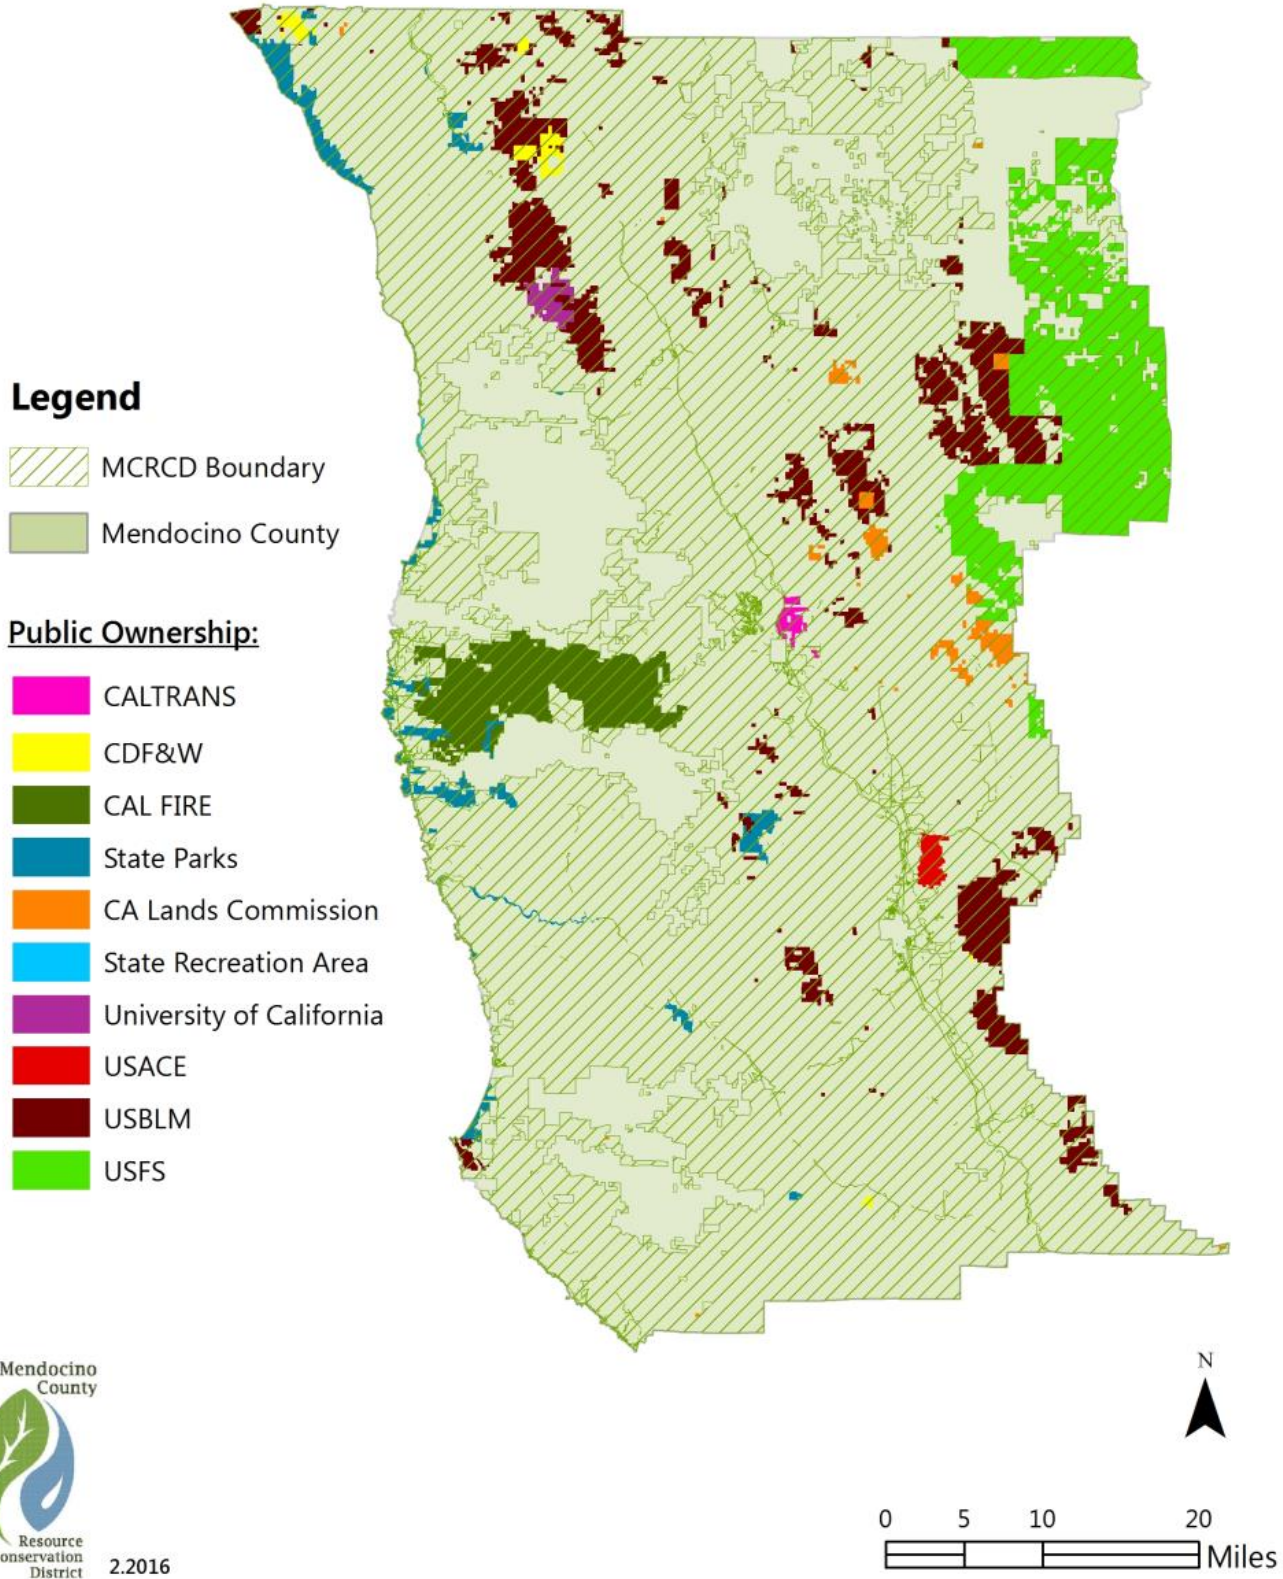 Legend
MCRCD Boundary
Mendocino County
Public Ownership:
CALTRANS
CDF&W
CAL FIRE
State Parks
CA Lands Commission
State Recreation Area
University of California
USACE
USBLM
USFS
Mendocino
County
Resource
onservation
District
2.2016
N
0 5 10 20
Miles